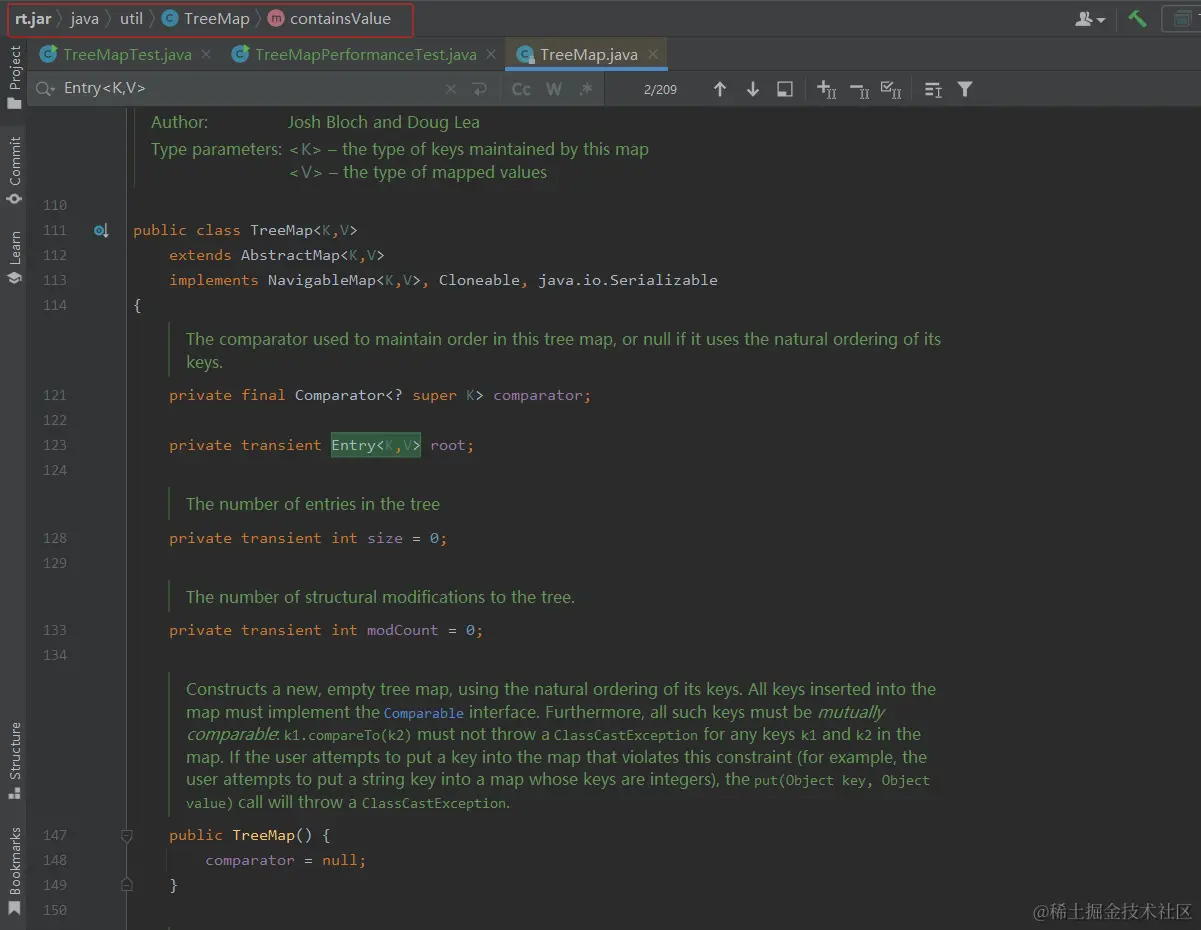 rt.jar java util TreeMap containsValue
TreeMapTest.java TreeMapPerformanceTest.java TreeMap.java
Entry<K,V> Cc W .* 2/209
Project
Commit
Learn
Structure
Bookmarks
Author: Josh Bloch and Doug Lea
Type parameters: <K> – the type of keys maintained by this map
<V> – the type of mapped values
110
111 public class TreeMap<K,V>
112 extends AbstractMap<K,V>
113 implements NavigableMap<K,V>, Cloneable, java.io.Serializable
114 {
The comparator used to maintain order in this tree map, or null if it uses the natural ordering of its
keys.
121 private final Comparator<? super K> comparator;
122
123 private transient Entry<K,V> root;
124
The number of entries in the tree
128 private transient int size = 0;
129
The number of structural modifications to the tree.
133 private transient int modCount = 0;
134
Constructs a new, empty tree map, using the natural ordering of its keys. All keys inserted into the
map must implement the Comparable interface. Furthermore, all such keys must be mutually
comparable: k1.compareTo(k2) must not throw a ClassCastException for any keys k1 and k2 in the
map. If the user attempts to put a key into the map that violates this constraint (for example, the
user attempts to put a string key into a map whose keys are integers), the put(Object key, Object
value) call will throw a ClassCastException.
147 public TreeMap() {
148 comparator = null;
149 }
150
@稀土掘金技术社区